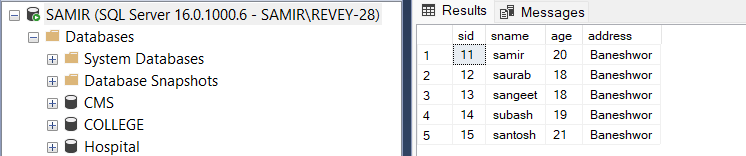 SAMIR (SQL Server 16.0.1000.6 - SAMIR\REVEY-28)
Databases
System Databases
Database Snapshots
CMS
COLLEGE
Hospital
Results Messages
sid sname age address
1 11 samir 20 Baneshwor
2 12 saurab 18 Baneshwor
3 13 sangeet 18 Baneshwor
4 14 subash 19 Baneshwor
5 15 santosh 21 Baneshwor